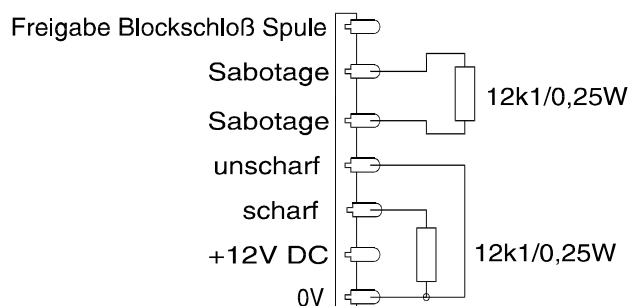 Freigabe Blockschloß Spule
Sabotage
12k1/0,25W
Sabotage
unscharf
scharf
+12V DC
12k1/0,25W
0V